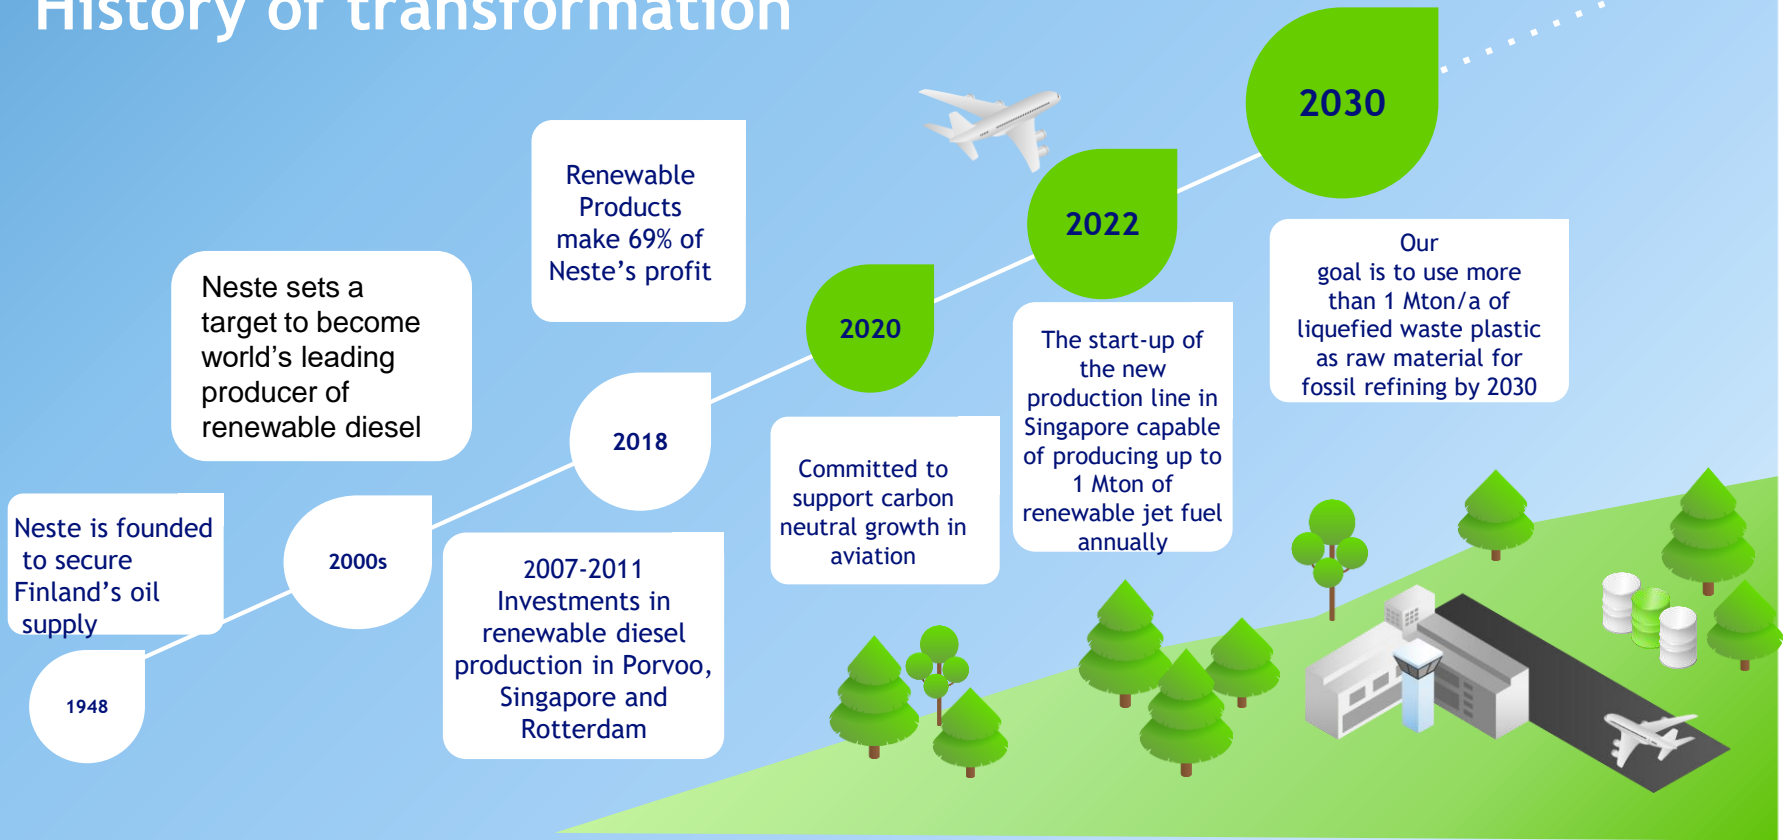 History of transformation
Neste is founded
to secure
Finland’s oil
supply
1948
Neste sets a
target to become
world’s leading
producer of
renewable diesel
2000s
2007-2011
Investments in
renewable diesel
production in Porvoo,
Singapore and
Rotterdam
Renewable
Products
make 69% of
Neste’s profit
2018
2020
Committed to
support carbon
neutral growth in
aviation
2022
The start-up of
the new
production line in
Singapore capable
of producing up to
1 Mton of
renewable jet fuel
annually
2030
Our
goal is to use more
than 1 Mton/a of
liquefied waste plastic
as raw material for
fossil refining by 2030